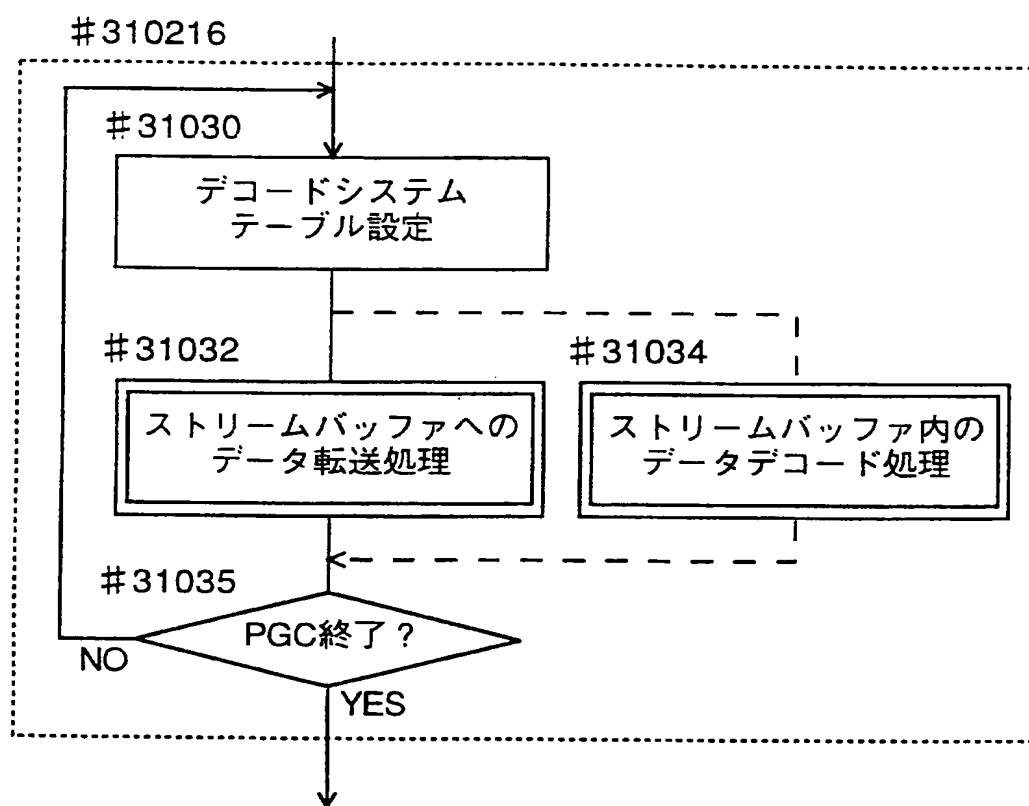 #310216
#31030
デコードシステム
テーブル設定
#31032
ストリームバッファへの
データ転送処理
#31034
ストリームバッファ内の
データデコード処理
#31035
PGC終了?
NO
YES